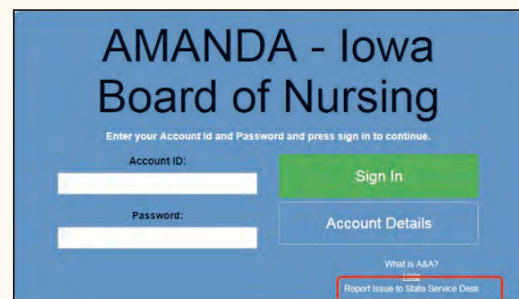 AMANDA - Iowa
Board of Nursing
Enter your Account Id and Password and press sign in to continue.
Account ID:
Sign In
Password:
Account Details
What is A&A?
Help
Report Issue to State Service Desk